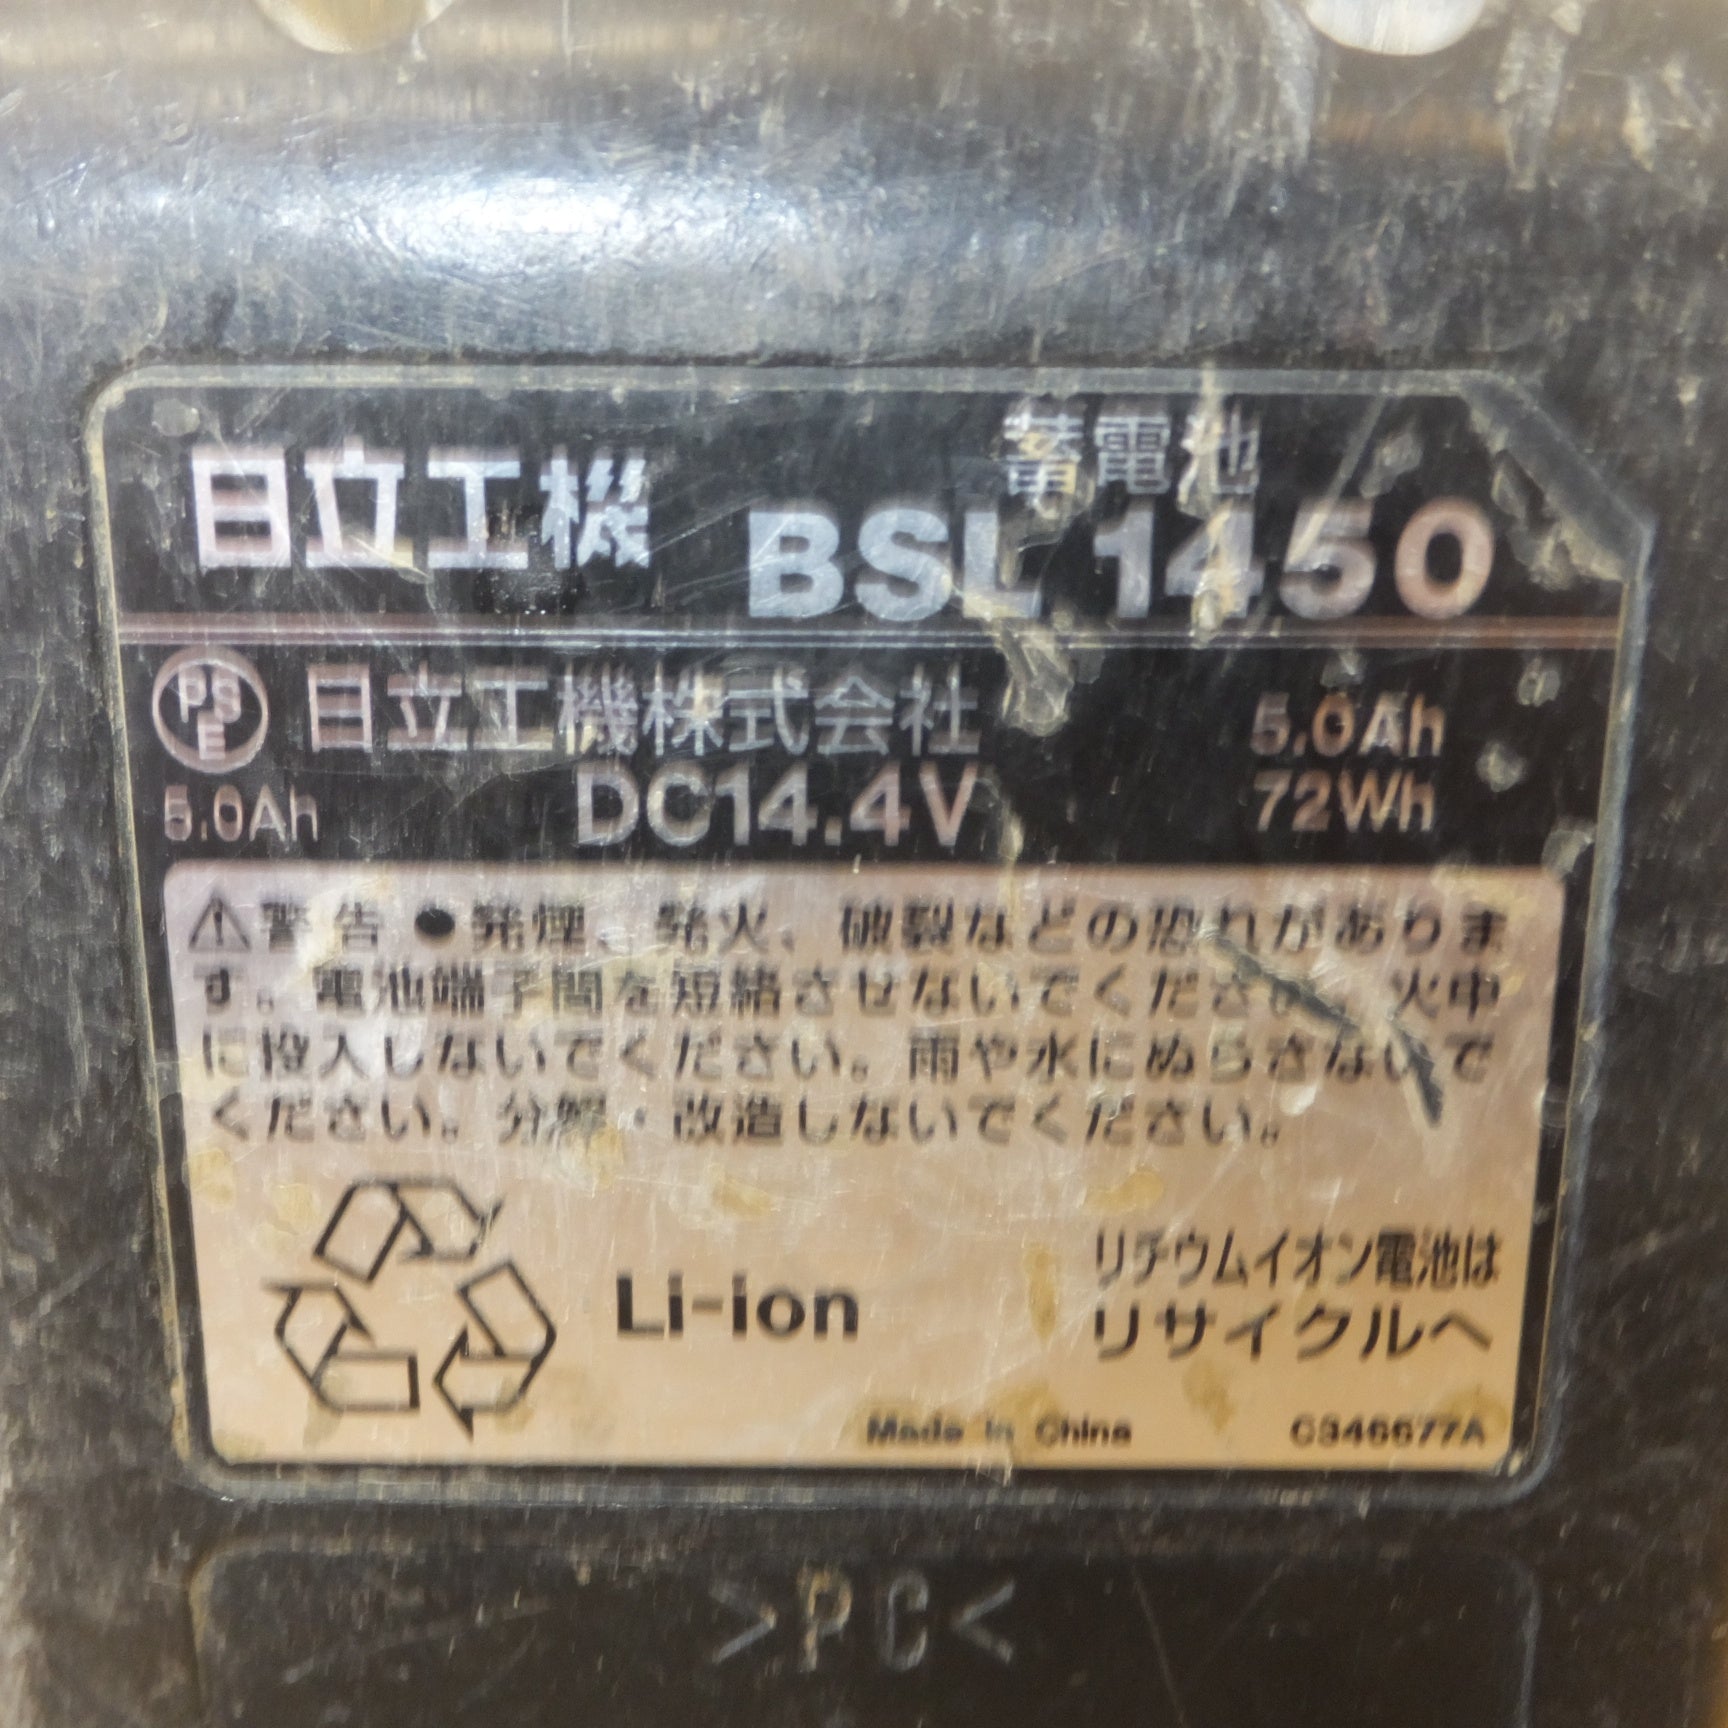 日立工機
蓄電池
BSL 1450
PSE 日立工機株式会社 5.0Ah
5.0Ah DC14.4V 72Wh
⚠警告 ●発煙、発火、破裂などの恐れがありま
す。電池端子間を短絡させないでください。火中
に投入しないでください。雨や水にぬらさないで
ください。分解・改造しないでください。
Li-ion
リチウムイオン電池は
リサイクルへ
Made in China C346677A
>PC<